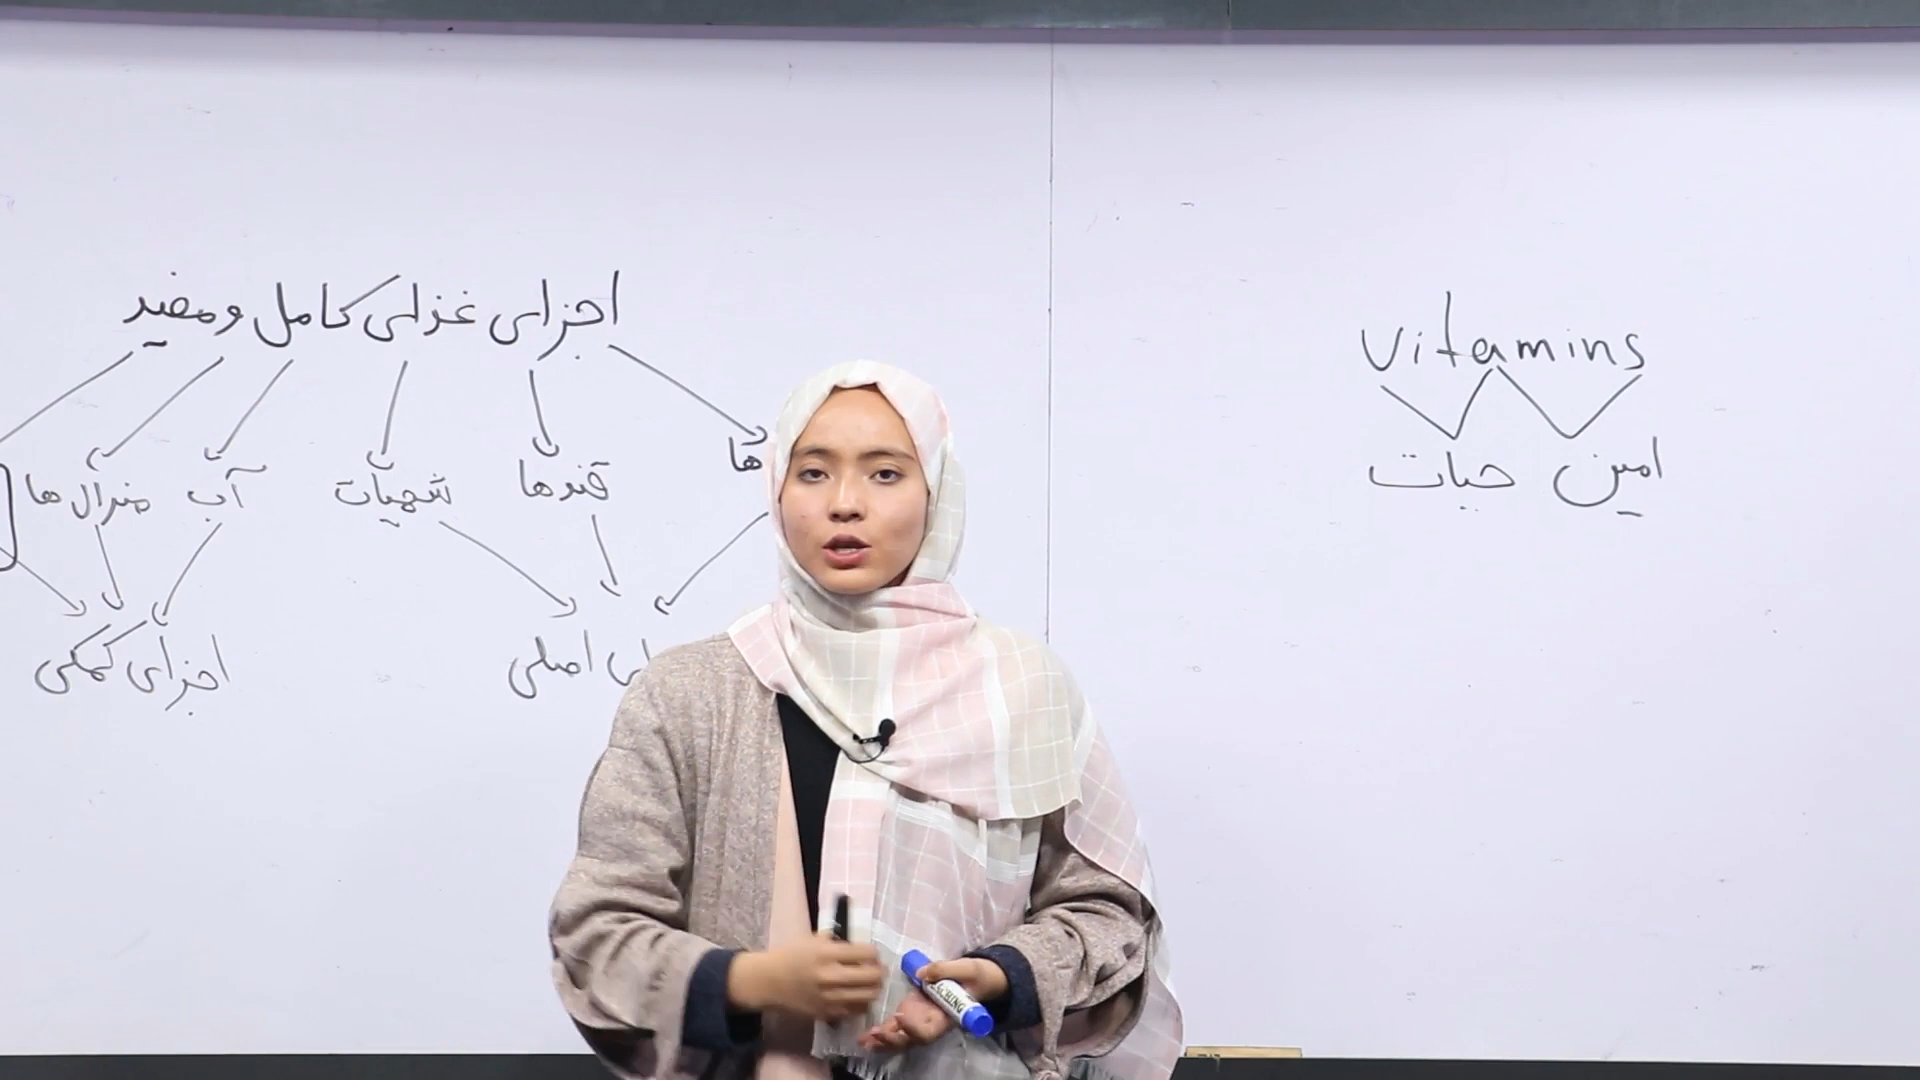 اجزای غذای کامل و مفید
ها قندها شحمیات آب منرال ها
اصلی
اجزای کمکی
vitamins
امین حیات